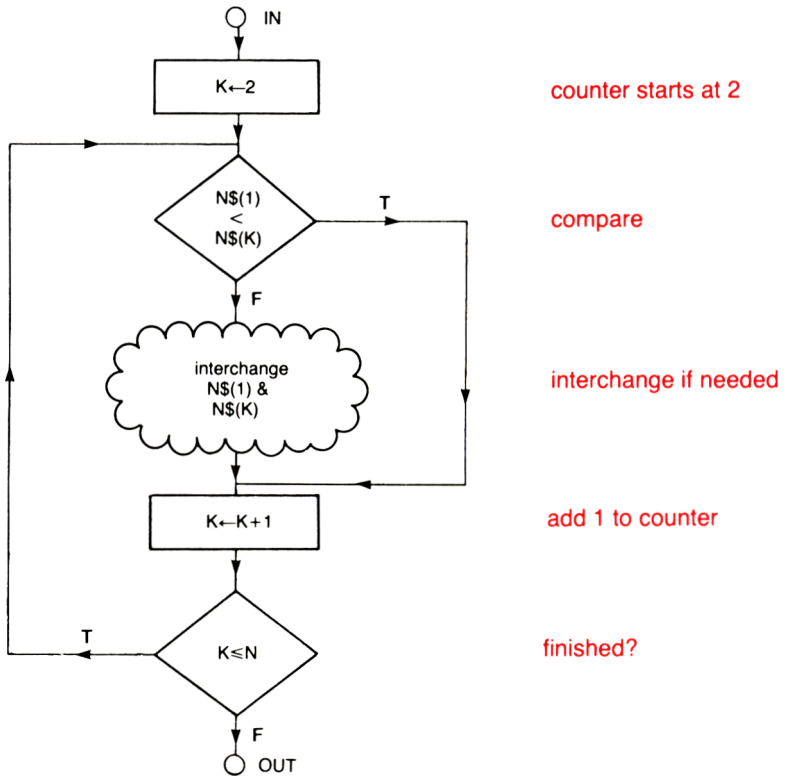 IN
K←2
counter starts at 2
N$(1)
<
N$(K)
T
compare
F
interchange
N$(1) &
N$(K)
interchange if needed
K←K+1
add 1 to counter
T
K⩽N
finished?
F
OUT